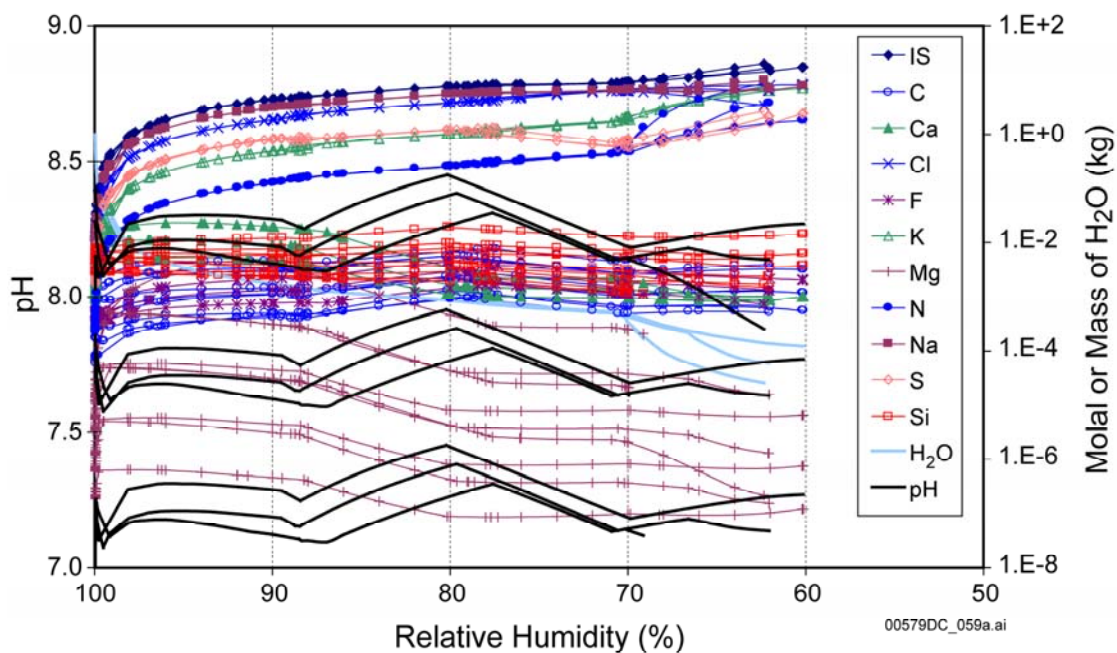 9.0
8.5
8.0
7.5
7.0
pH
1.E+2
1.E+0
1.E-2
1.E-4
1.E-6
1.E-8
Molal or Mass of H₂O (kg)
IS
C
Ca
Cl
F
K
Mg
N
Na
S
Si
H₂O
pH
100
90
80
70
60
50
Relative Humidity (%)
00579DC_059a.ai